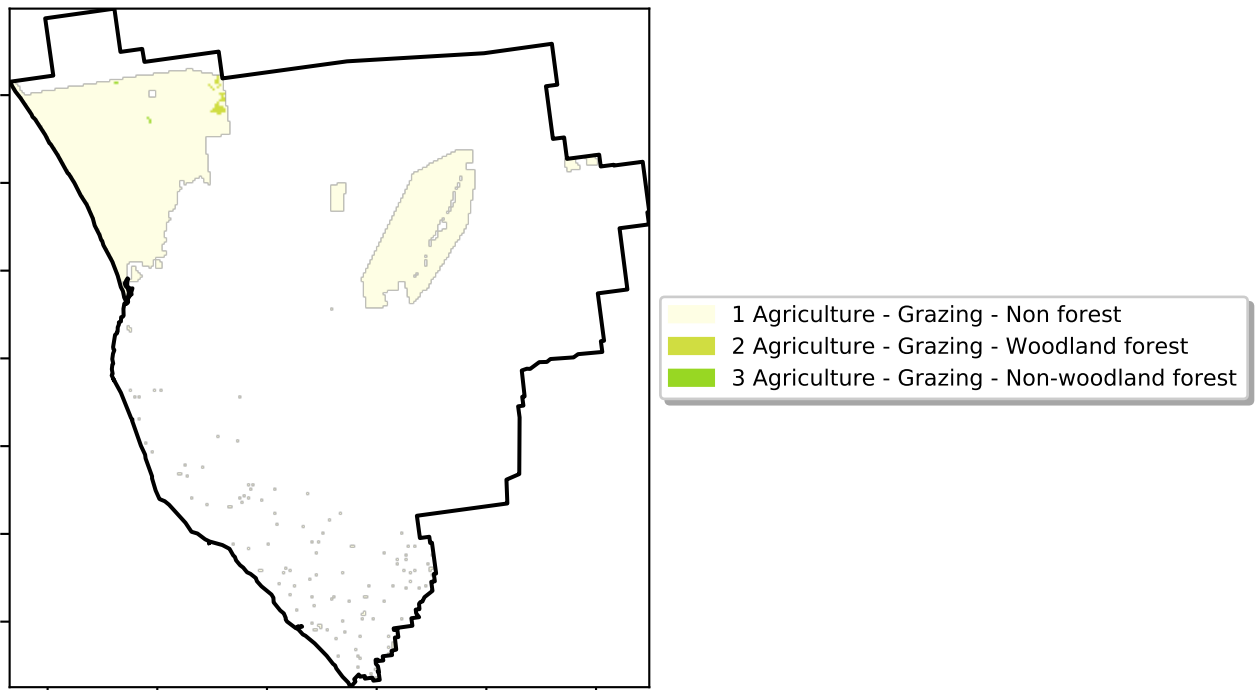 1 Agriculture - Grazing - Non forest
2 Agriculture - Grazing - Woodland forest
3 Agriculture - Grazing - Non-woodland forest